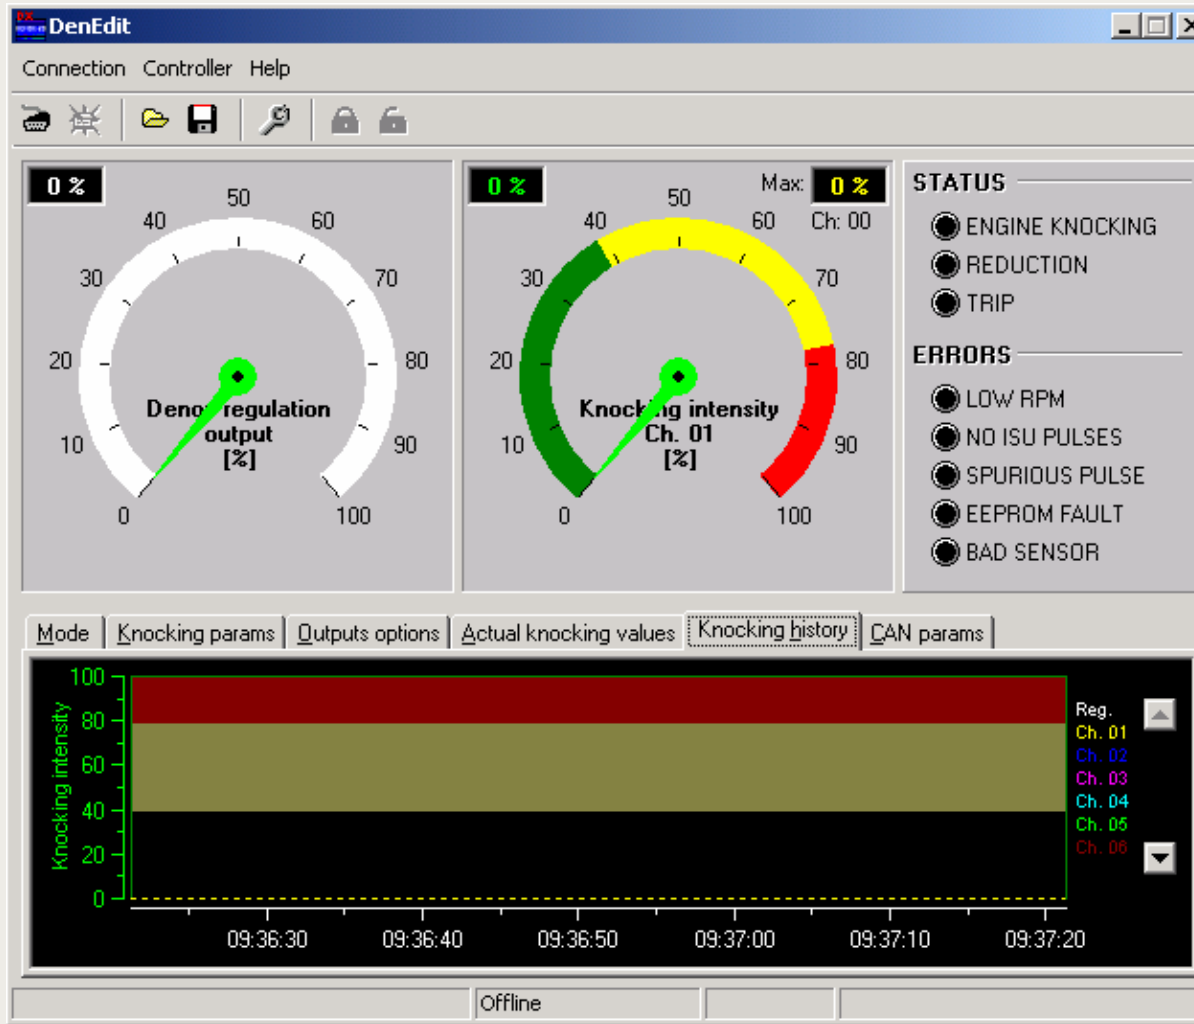 DenEdit
Connection Controller Help
0 %
50
40
60
30
70
20
80
10
90
0
100
Denox regulation
output
[%]
0 %
Max: 0 %
Ch: 00
50
40
60
30
70
20
80
10
90
0
100
Knocking intensity
Ch. 01
[%]
STATUS
ENGINE KNOCKING
REDUCTION
TRIP
ERRORS
LOW RPM
NO ISU PULSES
SPURIOUS PULSE
EEPROM FAULT
BAD SENSOR
Mode Knocking params Outputs options Actual knocking values Knocking history CAN params
Knocking intensity
100
80
60
40
20
0
09:36:30 09:36:40 09:36:50 09:37:00 09:37:10 09:37:20
Reg.
Ch. 01
Ch. 02
Ch. 03
Ch. 04
Ch. 05
Ch. 06
Offline